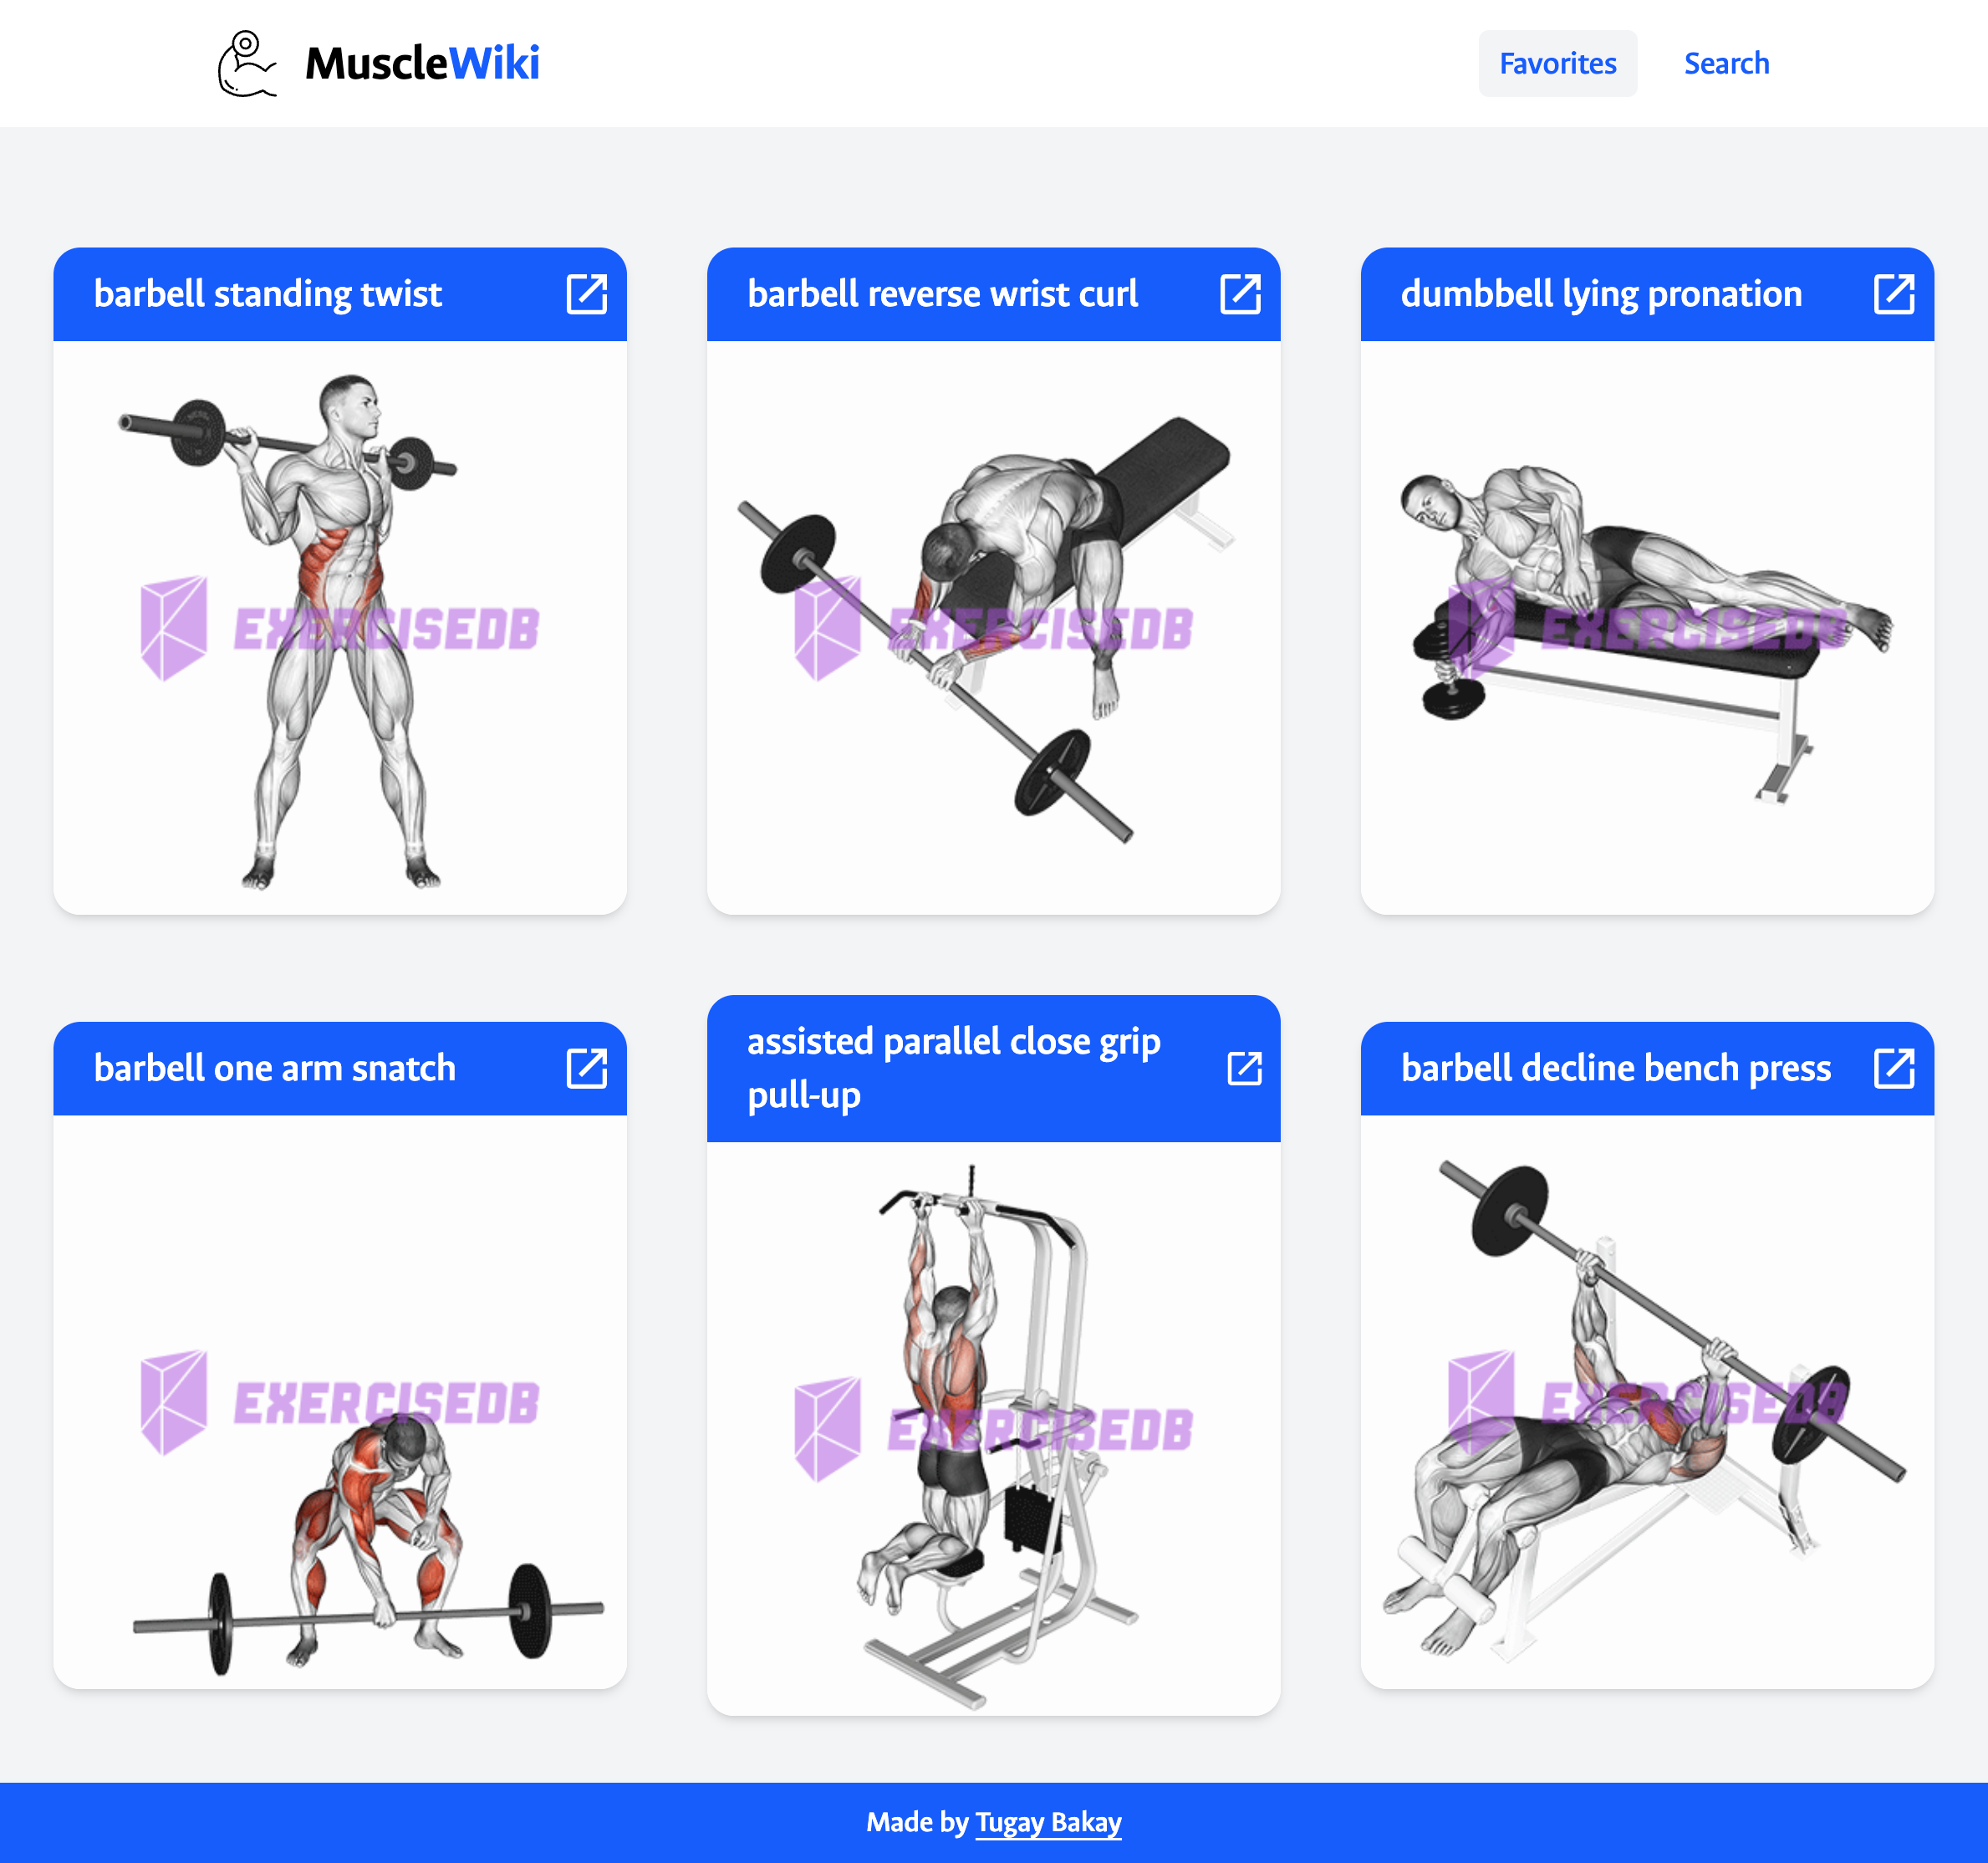 MuscleWiki
Favorites
Search
barbell standing twist
EXERCISEDB
barbell reverse wrist curl
EXERCISEDB
dumbbell lying pronation
EXERCISEDB
barbell one arm snatch
EXERCISEDB
assisted parallel close grip
pull-up
EXERCISEDB
barbell decline bench press
EXERCISEDB
Made by Tugay Bakay